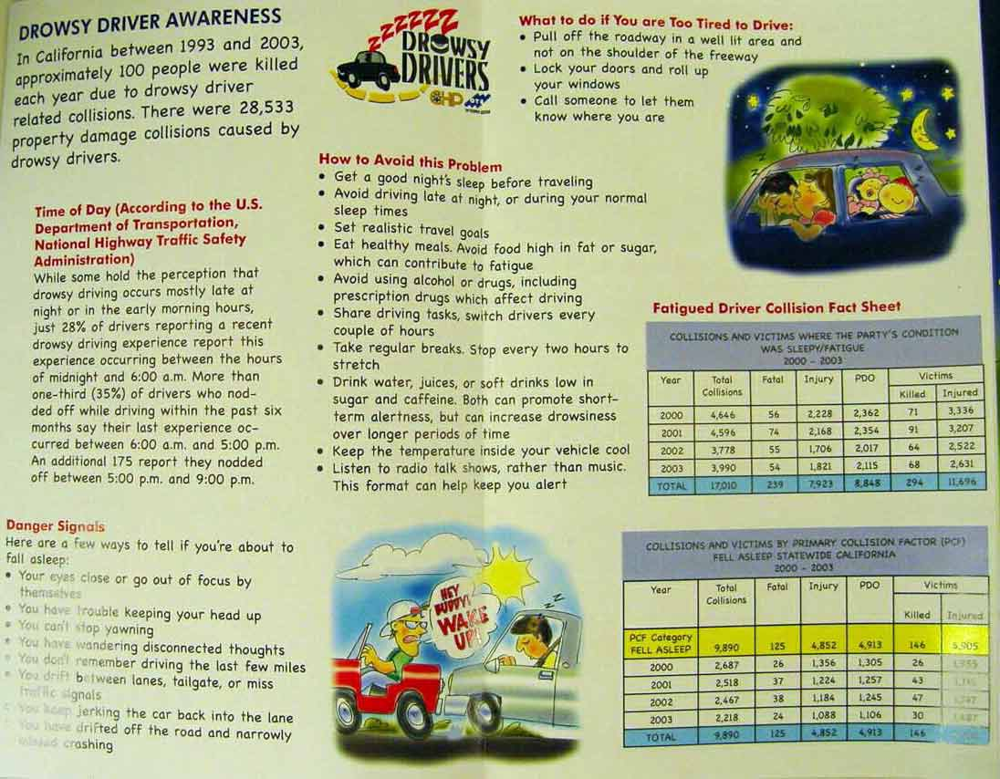 DROWSY DRIVER AWARENESS
In California between 1993 and 2003,
approximately 100 people were killed
each year due to drowsy driver
related collisions. There were 28,533
property damage collisions caused by
drowsy drivers.
Time of Day (According to the U.S.
Department of Transportation,
National Highway Traffic Safety
Administration)
While some hold the perception that
drowsy driving occurs mostly late at
night or in the early morning hours,
just 28% of drivers reporting a recent
drowsy driving experience report this
experience occurring between the hours
of midnight and 6:00 a.m. More than
one-third (35%) of drivers who nod-
ded off while driving within the past six
months say their last experience oc-
curred between 6:00 a.m. and 5:00 p.m.
An additional 175 report they nodded
off between 5:00 p.m. and 9:00 p.m.
Danger Signals
Here are a few ways to tell if you're about to
fall asleep:
• Your eyes close or go out of focus by
themselves
• You have trouble keeping your head up
• You can't stop yawning
• You have wandering disconnected thoughts
• You don't remember driving the last few miles
• You drift between lanes, tailgate, or miss
traffic signals
• You keep jerking the car back into the lane
• You have drifted off the road and narrowly
missed crashing
ZZZZZZZ
DROWSY
DRIVERS
CHP
How to Avoid this Problem
• Get a good night's sleep before traveling
• Avoid driving late at night, or during your normal
sleep times
• Set realistic travel goals
• Eat healthy meals. Avoid food high in fat or sugar,
which can contribute to fatigue
• Avoid using alcohol or drugs, including
prescription drugs which affect driving
• Share driving tasks, switch drivers every
couple of hours
• Take regular breaks. Stop every two hours to
stretch
• Drink water, juices, or soft drinks low in
sugar and caffeine. Both can promote short-
term alertness, but can increase drowsiness
over longer periods of time
• Keep the temperature inside your vehicle cool
• Listen to radio talk shows, rather than music.
This format can help keep you alert
HEY
BUDDY!
WAKE
UP!
z z
What to do if You are Too Tired to Drive:
• Pull off the roadway in a well lit area and
not on the shoulder of the freeway
• Lock your doors and roll up
your windows
• Call someone to let them
know where you are
Fatigued Driver Collision Fact Sheet
COLLISIONS AND VICTIMS WHERE THE PARTY'S CONDITION
WAS SLEEPY/FATIGUE
2000 - 2003
Year Total Collisions Fatal Injury PDO Victims
Killed Injured
2000 4,646 56 2,228 2,362 71 3,336
2001 4,596 74 2,168 2,354 91 3,207
2002 3,778 55 1,706 2,017 64 2,522
2003 3,990 54 1,821 2,115 68 2,631
TOTAL 17,010 239 7,923 8,848 294 11,696
COLLISIONS AND VICTIMS BY PRIMARY COLLISION FACTOR (PCF)
FELL ASLEEP STATEWIDE CALIFORNIA
2000 - 2003
Year Total Collisions Fatal Injury PDO Victims
Killed Injured
PCF Category
FELL ASLEEP 9,890 125 4,852 4,913 146 5,905
2000 2,687 26 1,356 1,305 26
2001 2,518 37 1,224 1,257 43
2002 2,467 38 1,184 1,245 47
2003 2,218 24 1,088 1,106 30
TOTAL 9,890 125 4,852 4,913 146